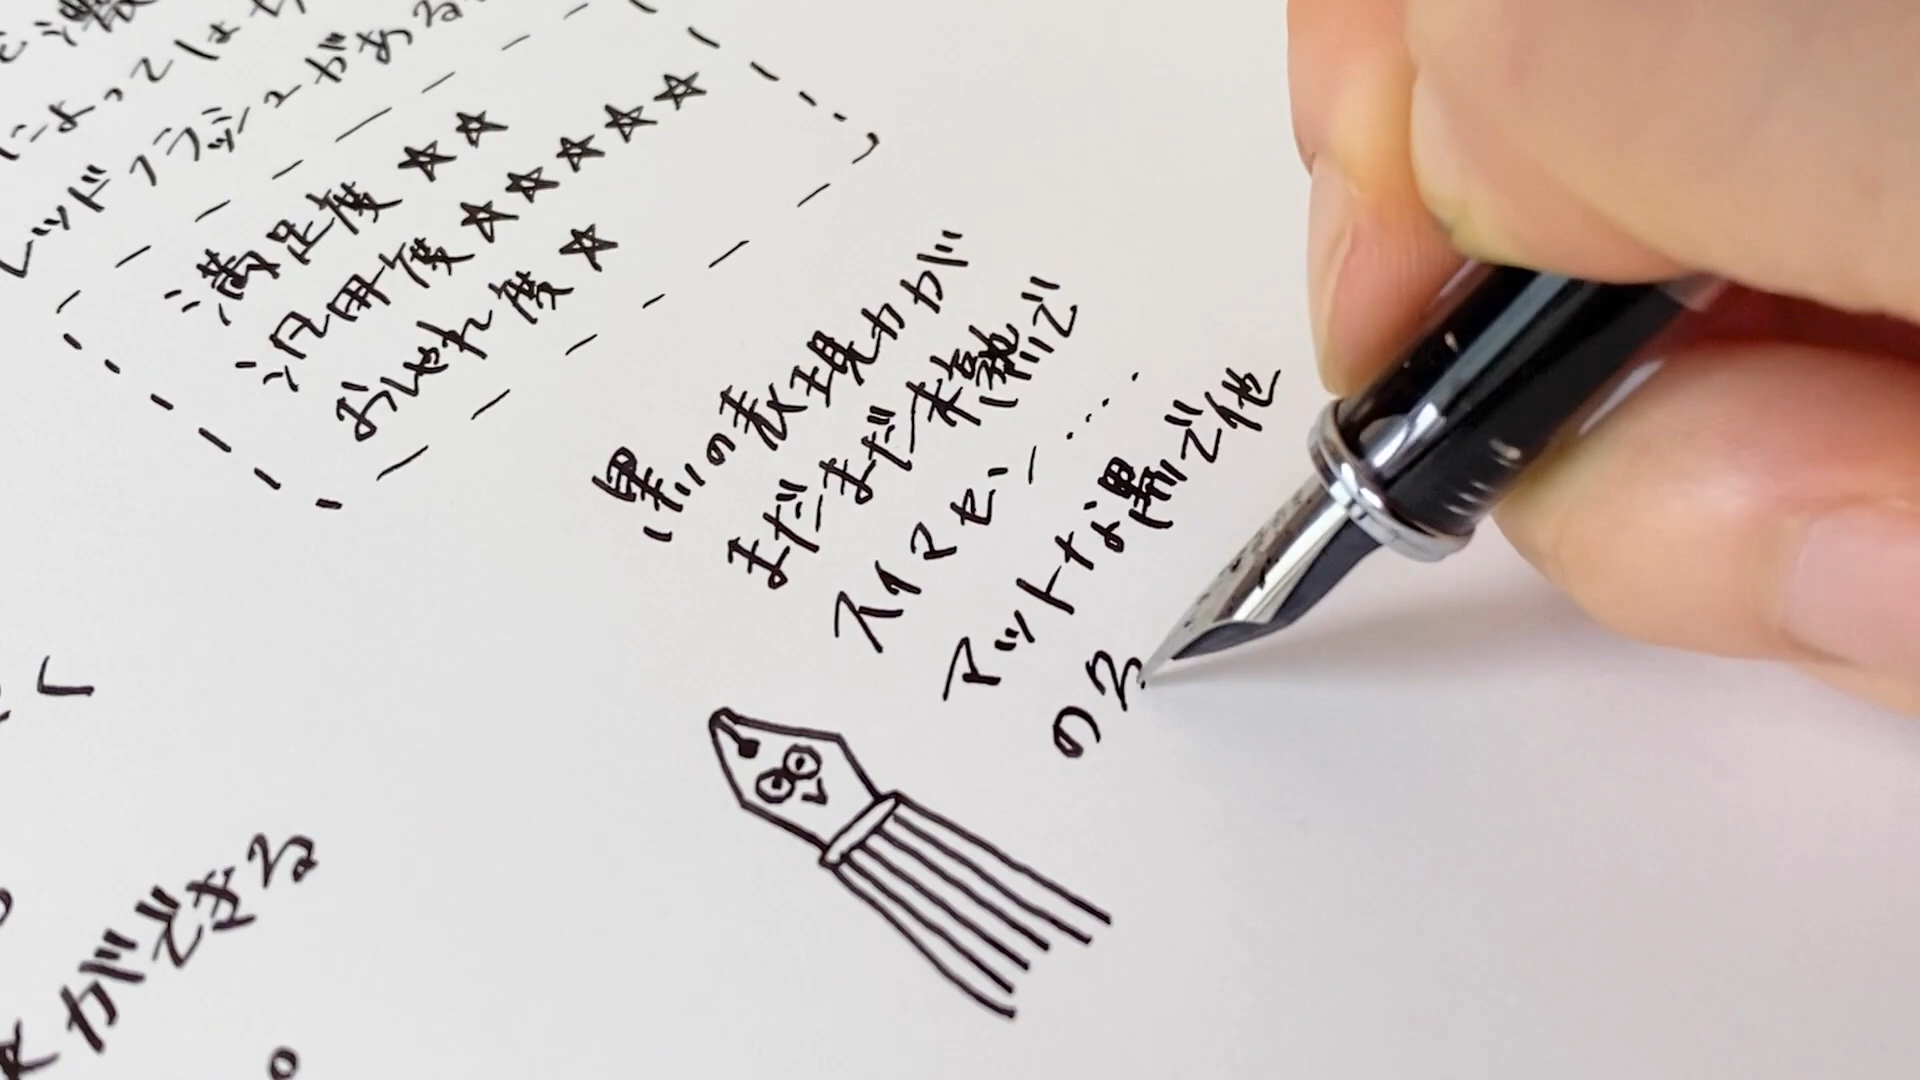 によっては
レッドフラッシュがある
満足度 ☆☆
汎用度 ☆☆☆☆☆
おしゃれ度 ☆
黒の表現力が
まだまだ未熟で
スイマセン…
マットな黒で他
のネ
く
ができる